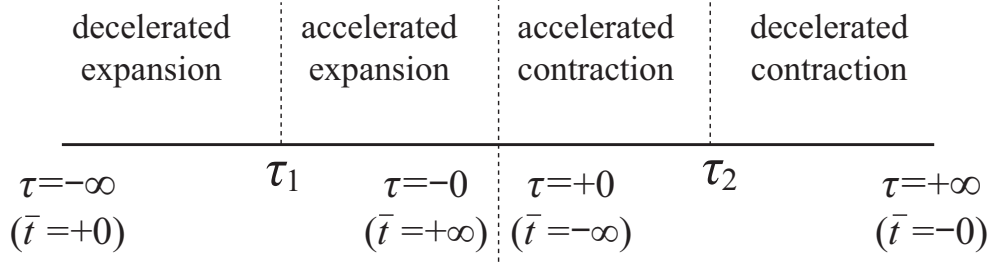 decelerated expansion
accelerated expansion
accelerated contraction
decelerated contraction
τ=−∞
(t̄ =+0)
τ₁
τ=−0
(t̄ =+∞)
τ=+0
(t̄ =−∞)
τ₂
τ=+∞
(t̄ =−0)